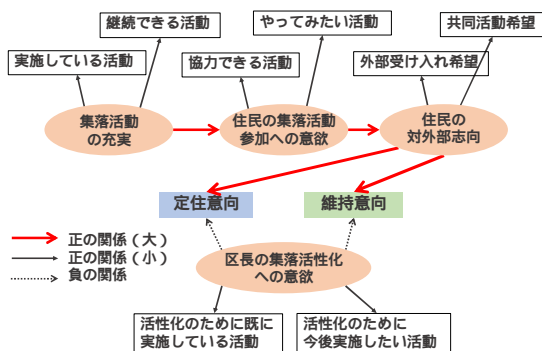 継続できる活動
やってみたい活動
共同活動希望
実施している活動
協力できる活動
外部受け入れ希望
集落活動
の充実
住民の集落活動
参加への意欲
住民の
対外部志向
定住意向
維持意向
正の関係（大）
正の関係（小）
負の関係
区長の集落活性化
への意欲
活性化のために既に
実施している活動
活性化のために
今後実施したい活動